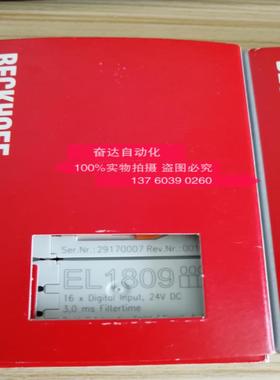 BECKHOFF
奋达自动化
100%实物拍摄 盗图必究
137 6039 0260
Ser.Nr.: 29170007 Rev.Nr.: 001
EL1809
16 x Digital Input, 24V DC
3,0 ms filtertime